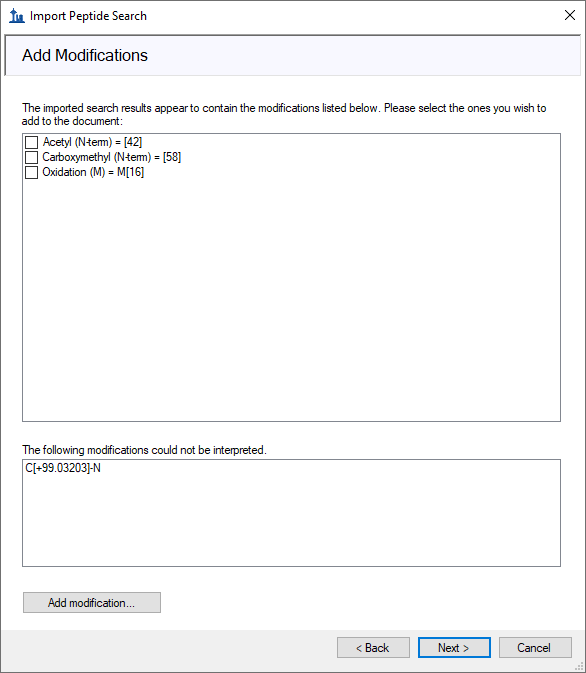 Import Peptide Search
Add Modifications
The imported search results appear to contain the modifications listed below. Please select the ones you wish to
add to the document:
Acetyl (N-term) = [42]
Carboxymethyl (N-term) = [58]
Oxidation (M) = M[16]
The following modifications could not be interpreted.
C[+99.03203]-N
Add modification...
< Back
Next >
Cancel